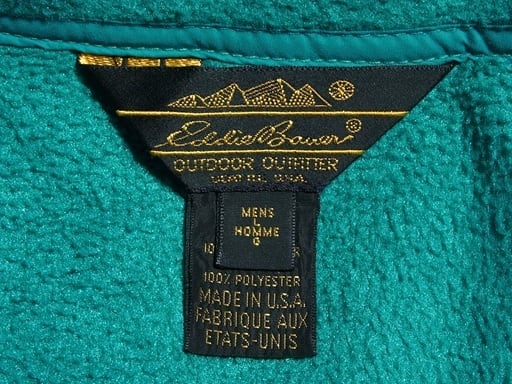 Eddie Bauer®
OUTDOOR OUTFITTER
U.S.A.
MENS
L
HOMME
G
100% POLYESTER
MADE IN U.S.A.
FABRIQUE AUX
ETATS-UNIS